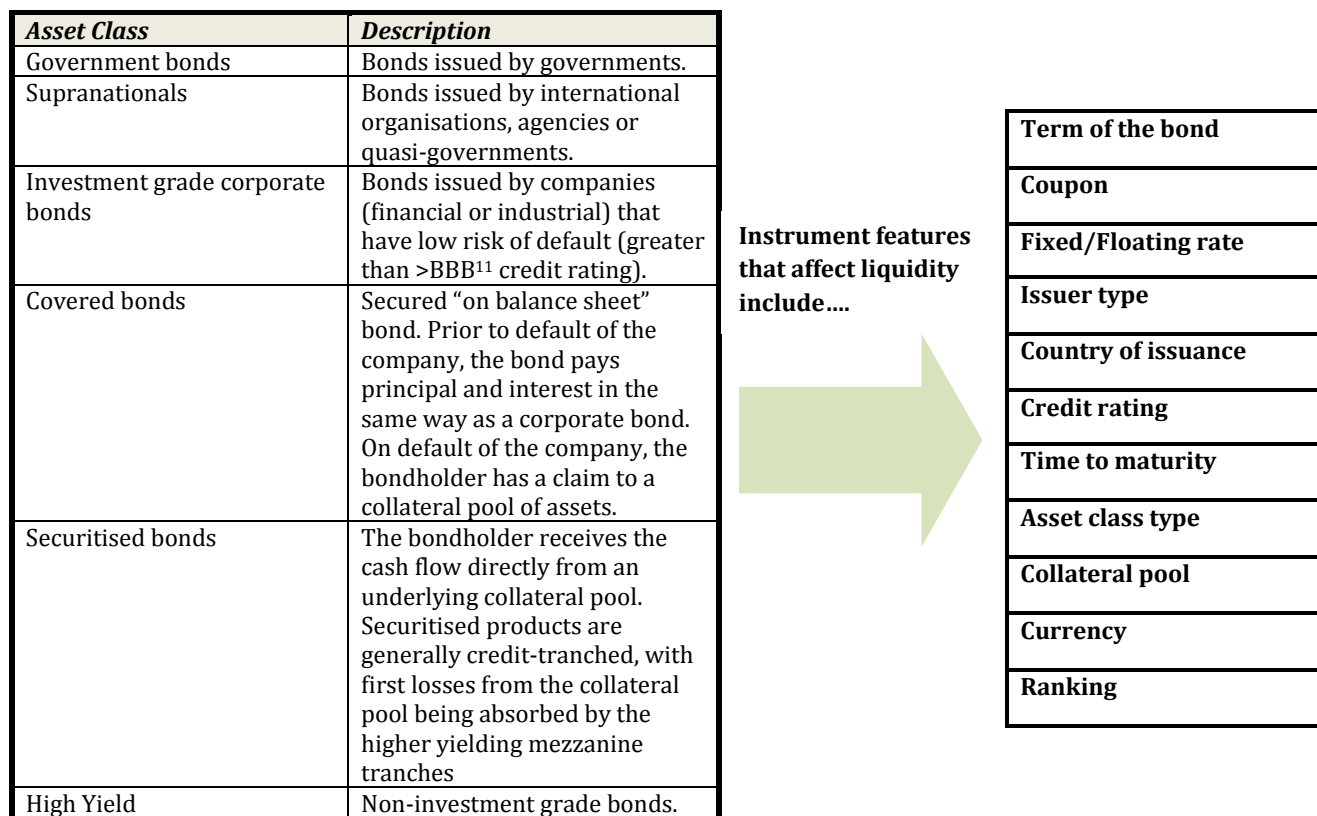 Asset Class
Description
Government bonds
Bonds issued by governments.
Supranationals
Bonds issued by international
organisations, agencies or
quasi-governments.
Investment grade corporate
bonds
Bonds issued by companies
(financial or industrial) that
have low risk of default (greater
than >BBB¹¹ credit rating).
Covered bonds
Secured “on balance sheet”
bond. Prior to default of the
company, the bond pays
principal and interest in the
same way as a corporate bond.
On default of the company, the
bondholder has a claim to a
collateral pool of assets.
Securitised bonds
The bondholder receives the
cash flow directly from an
underlying collateral pool.
Securitised products are
generally credit-tranched, with
first losses from the collateral
pool being absorbed by the
higher yielding mezzanine
tranches
High Yield
Non-investment grade bonds.
Instrument features
that affect liquidity
include....
Term of the bond
Coupon
Fixed/Floating rate
Issuer type
Country of issuance
Credit rating
Time to maturity
Asset class type
Collateral pool
Currency
Ranking